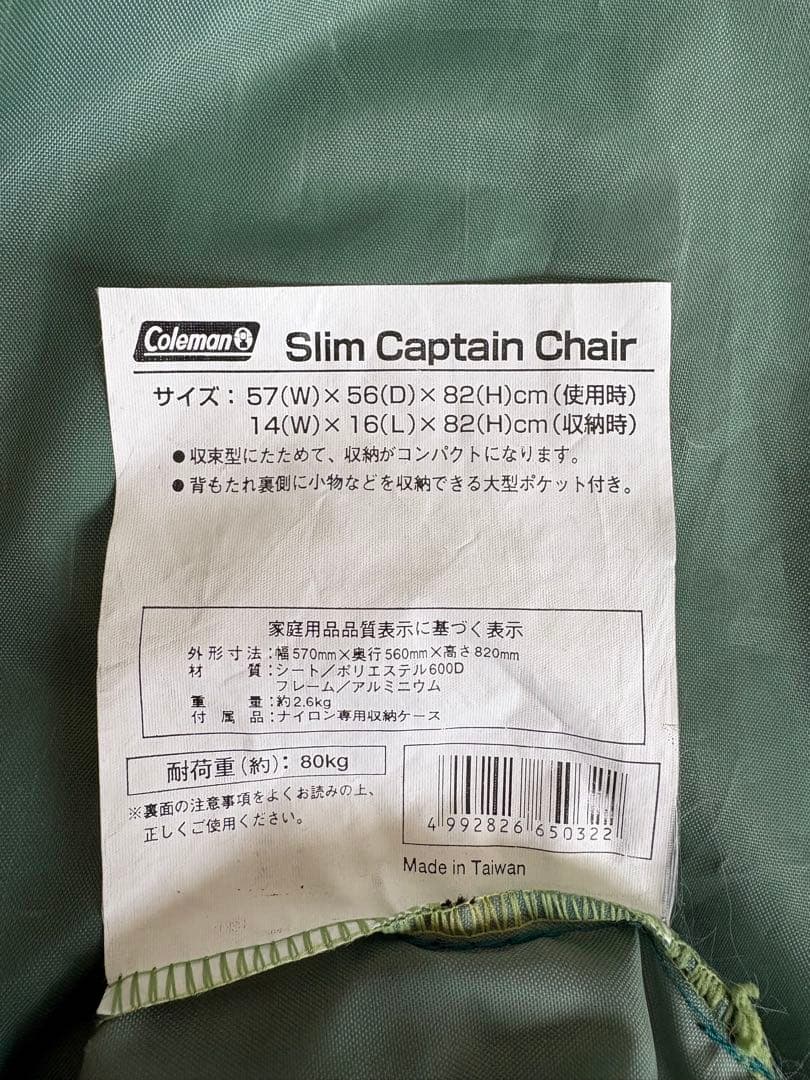 Coleman
Slim Captain Chair
サイズ：57(W)×56(D)×82(H)cm(使用時)
14(W)×16(L)×82(H)cm(収納時)
●収束型にたためて、収納がコンパクトになります。
●背もたれ裏側に小物などを収納できる大型ポケット付き。
家庭用品品質表示に基づく表示
外形寸法：幅570mm×奥行560mm×高さ820mm
材質：シート／ポリエステル600D
フレーム／アルミニウム
重量：約2.6kg
付属品：ナイロン専用収納ケース
耐荷重(約)：80kg
※裏面の注意事項をよくお読みの上、
正しくご使用ください。
4 992826 650322
Made in Taiwan